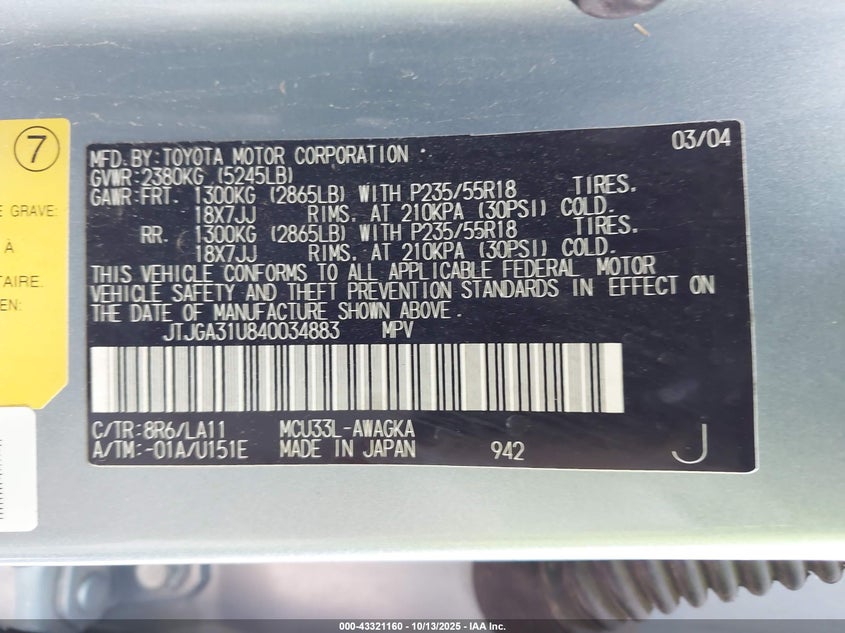 7
E GRAVE:
À
TAIRE.
EN:
03/04
MFD.BY:TOYOTA MOTOR CORPORATION
GVWR:2380KG (5245LB)
GAWR:FRT. 1300KG (2865LB) WITH P235/55R18 TIRES.
18X7JJ RIMS. AT 210KPA (30PSI) COLD.
RR. 1300KG (2865LB) WITH P235/55R18 TIRES.
18X7JJ RIMS. AT 210KPA (30PSI) COLD.
THIS VEHICLE CONFORMS TO ALL APPLICABLE FEDERAL MOTOR
VEHICLE SAFETY AND THEFT PREVENTION STANDARDS IN EFFECT ON
THE DATE OF MANUFACTURE SHOWN ABOVE.
JTJGA31U840034883 MPV
C/TR:8R6/LA11 MCU33L-AWAGKA
A/TM:-01A/U151E MADE IN JAPAN 942 J
000-43321160 - 10/13/2025 - IAA Inc.